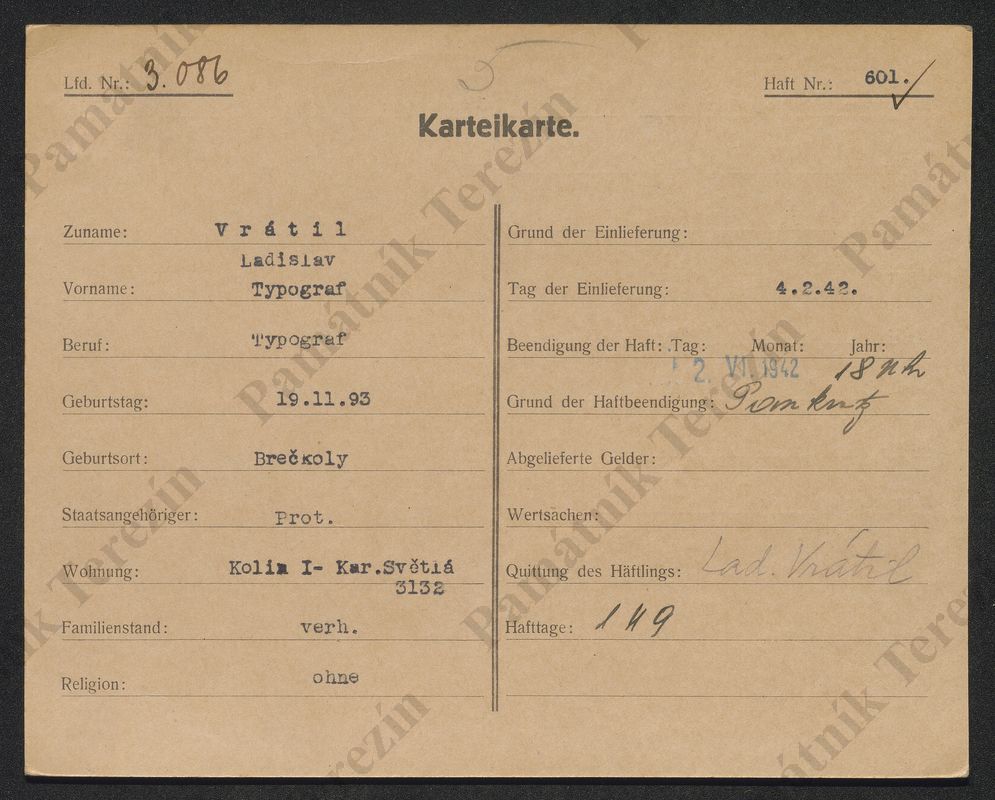 Lfd. Nr.: 3.086
Haft Nr.: 601.
Karteikarte.
Zuname: Vrátil
Ladislav
Vorname: Typograf
Beruf: Typograf
Geburtstag: 19.11.93
Geburtsort: Brečkoly
Staatsangehöriger: Prot.
Wohnung: Kolin I- Kar.Světlá
3132
Familienstand: verh.
Religion: ohne
Grund der Einlieferung:
Tag der Einlieferung: 4.2.42.
Beendigung der Haft: Tag: Monat: Jahr:
2. VI. 1942 18
Grund der Haftbeendigung: Pankratz
Abgelieferte Gelder:
Wertsachen:
Quittung des Häftlings: Lad. Vrátil
Hafttage: 119
Památník Terezín